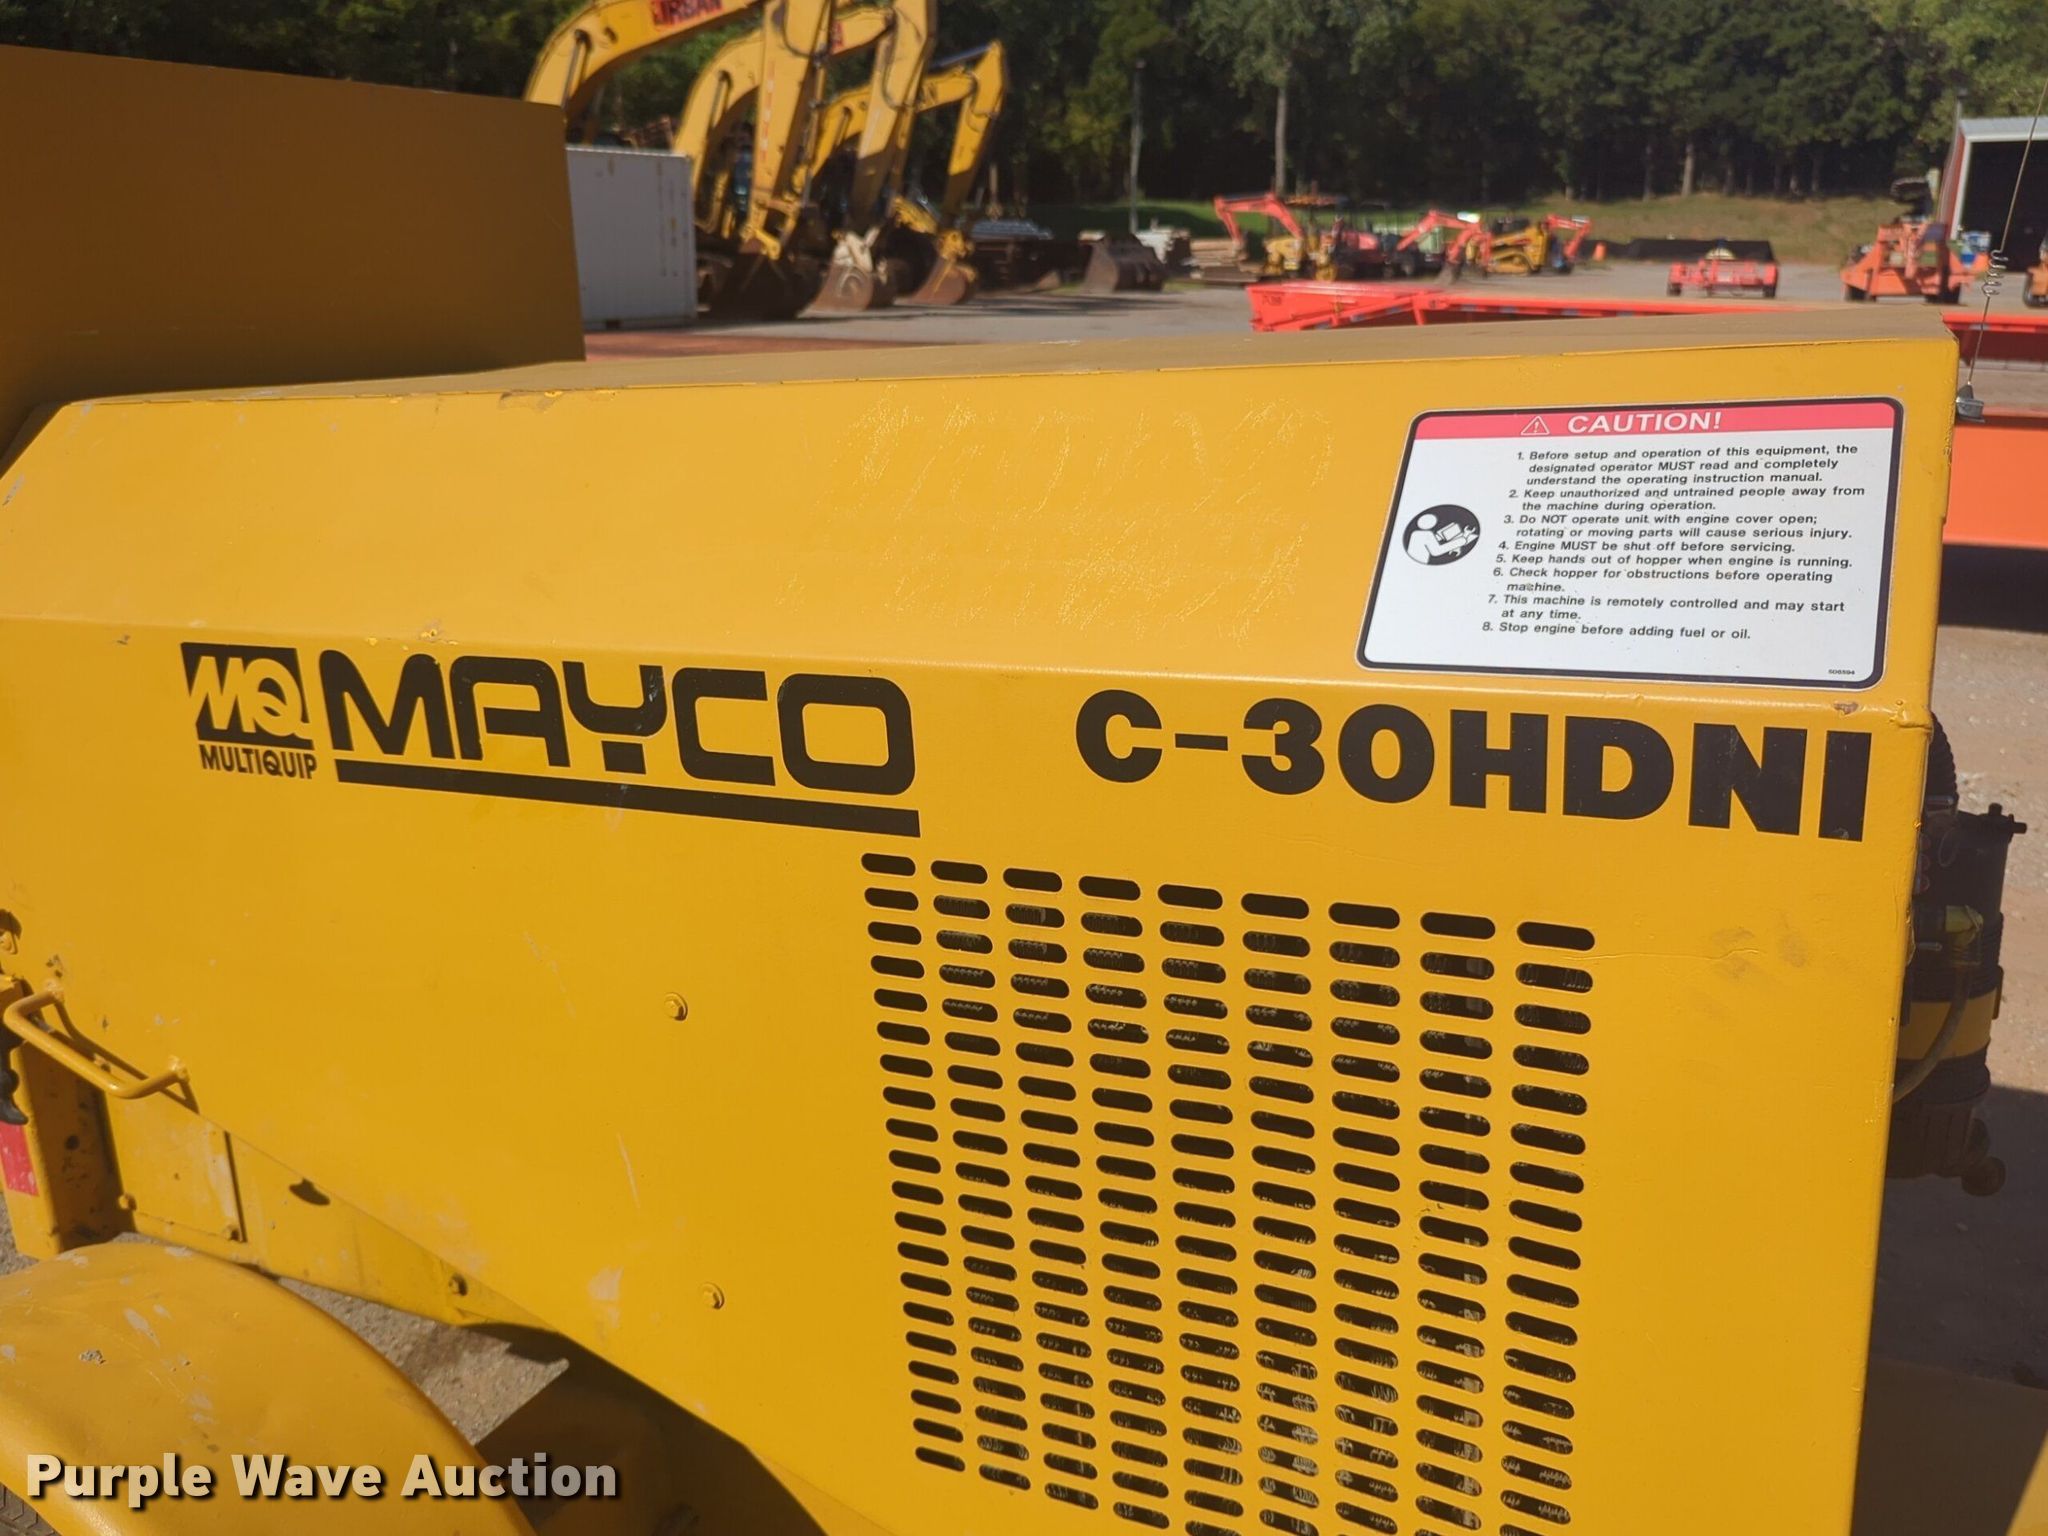 URBAN
CAUTION!
1. Before setup and operation of this equipment, the
designated operator MUST read and completely
understand the operating instruction manual.
2. Keep unauthorized and untrained people away from
the machine during operation.
3. Do NOT operate unit with engine cover open;
rotating or moving parts will cause serious injury.
4. Engine MUST be shut off before servicing.
5. Keep hands out of hopper when engine is running.
6. Check hopper for obstructions before operating
machine.
7. This machine is remotely controlled and may start
at any time.
8. Stop engine before adding fuel or oil.
506594
MQ MAYCO
MULTIQUIP
C-30HDNI
Purple Wave Auction